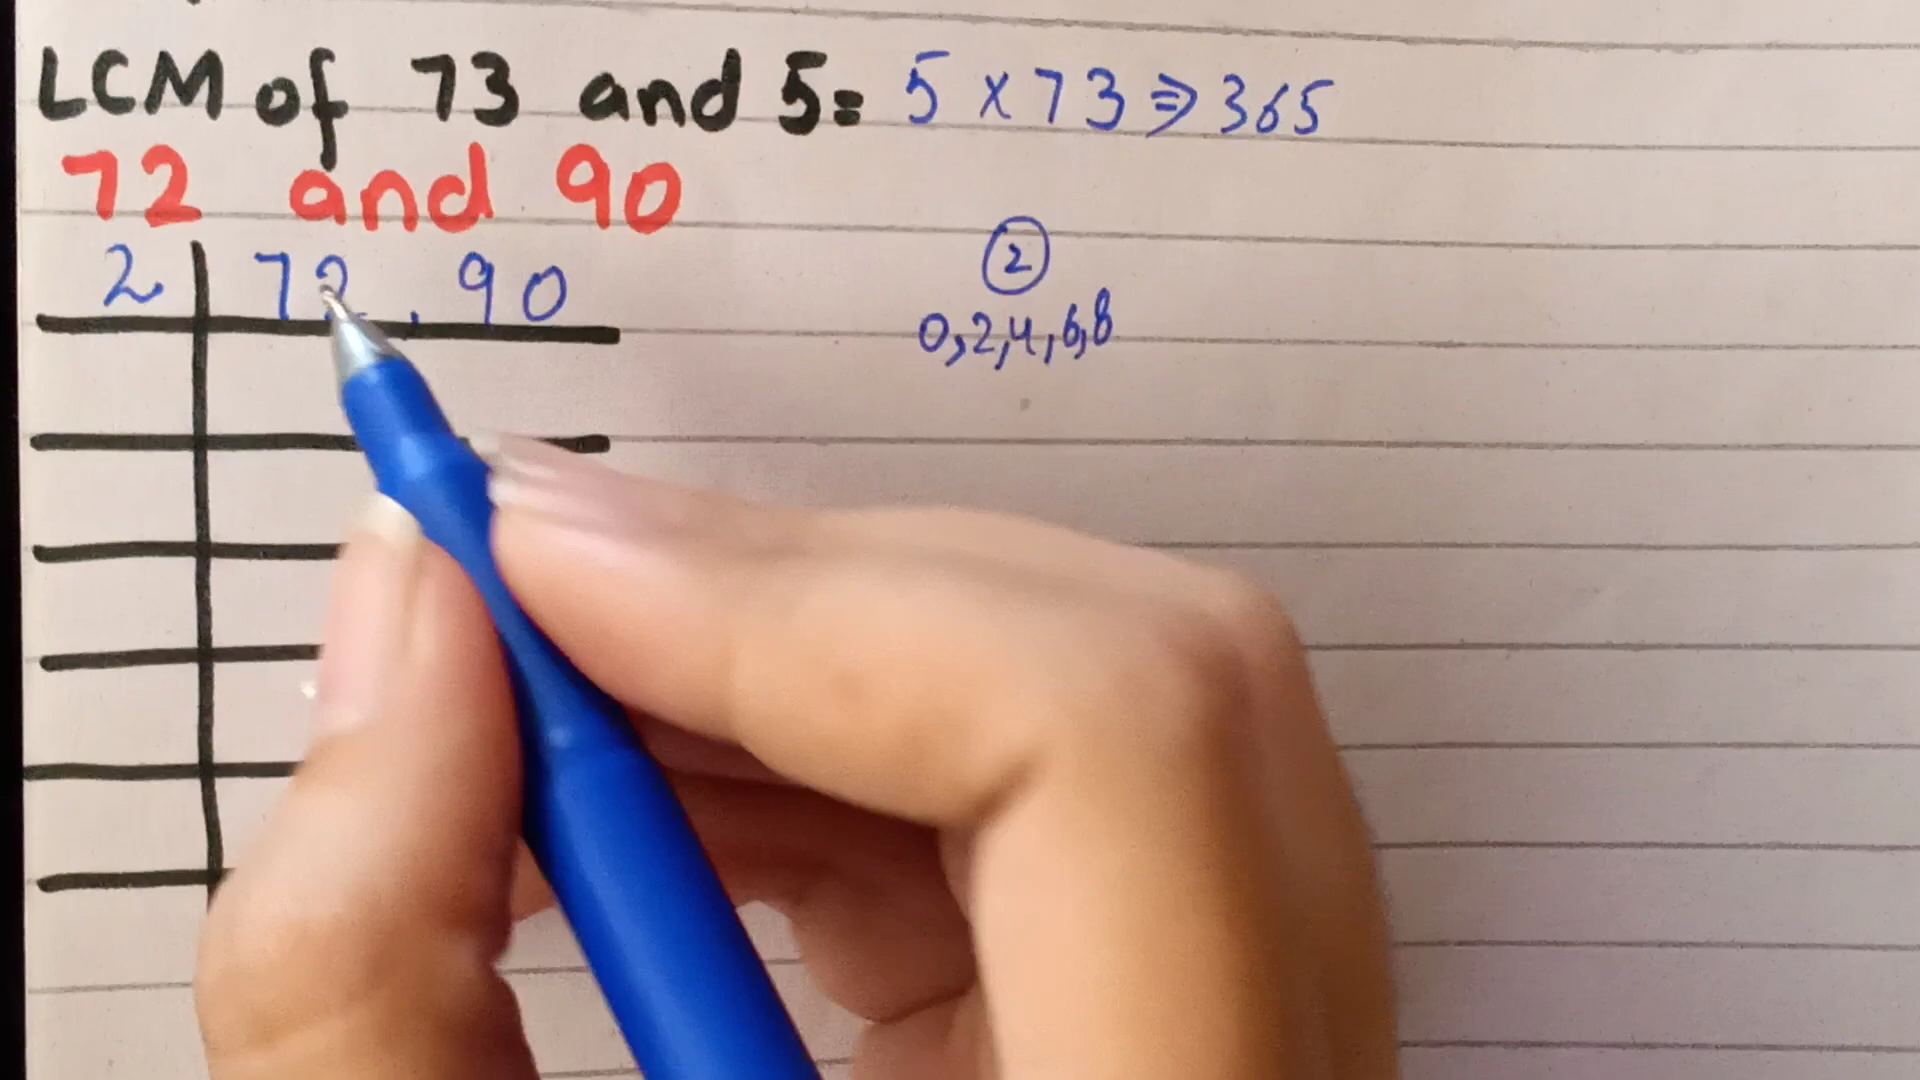 LCM of 73 and 5= 5 × 73 ⇒ 365
72 and 90
2 72, 90
2
0,2,4,6,8